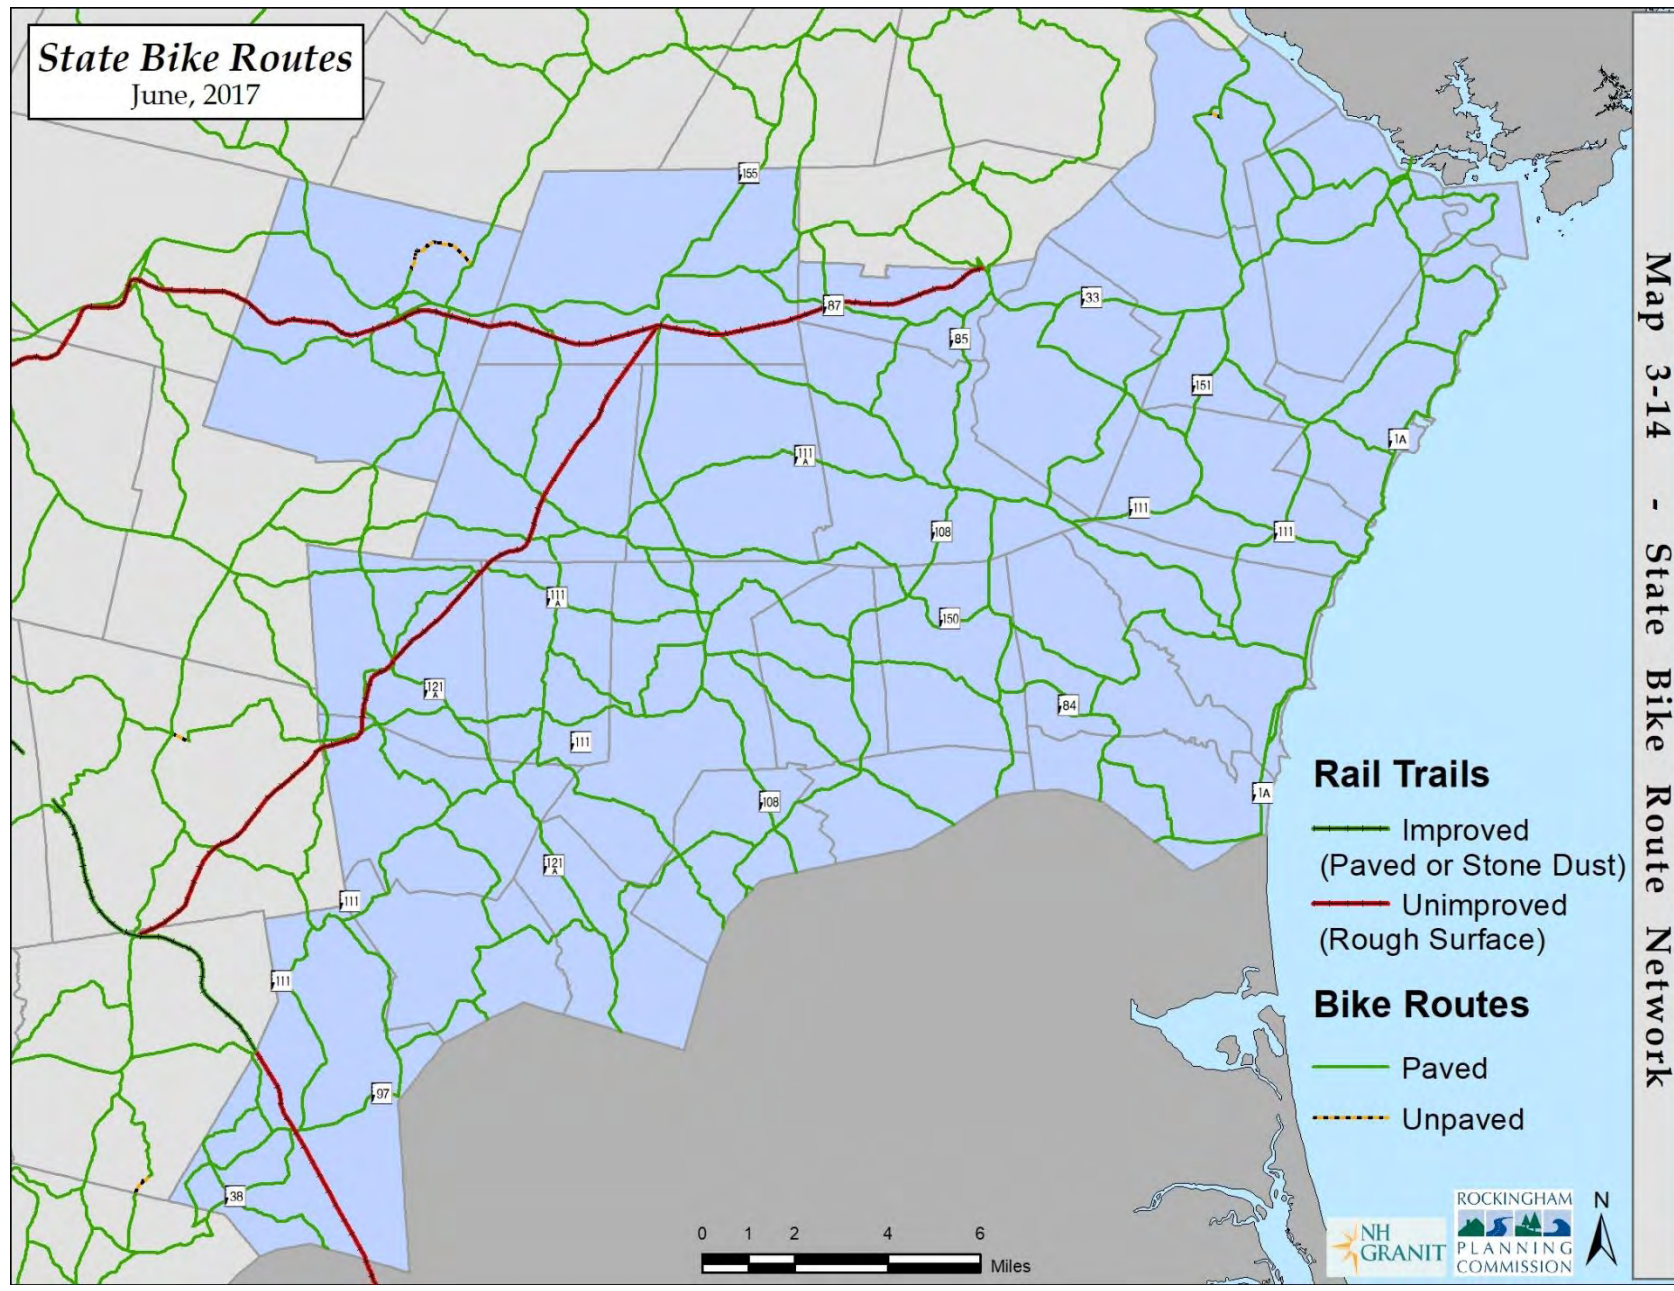 State Bike Routes
June, 2017
155
87
33
85
151
1A
111
A
111
111
108
111
A
150
121
A
84
111
1A
108
121
A
111
111
97
38
Rail Trails
Improved
(Paved or Stone Dust)
Unimproved
(Rough Surface)
Bike Routes
Paved
Unpaved
0 1 2 4 6
Miles
NH
GRANIT
ROCKINGHAM
PLANNING
COMMISSION
N
Map 3-14 - State Bike Route Network